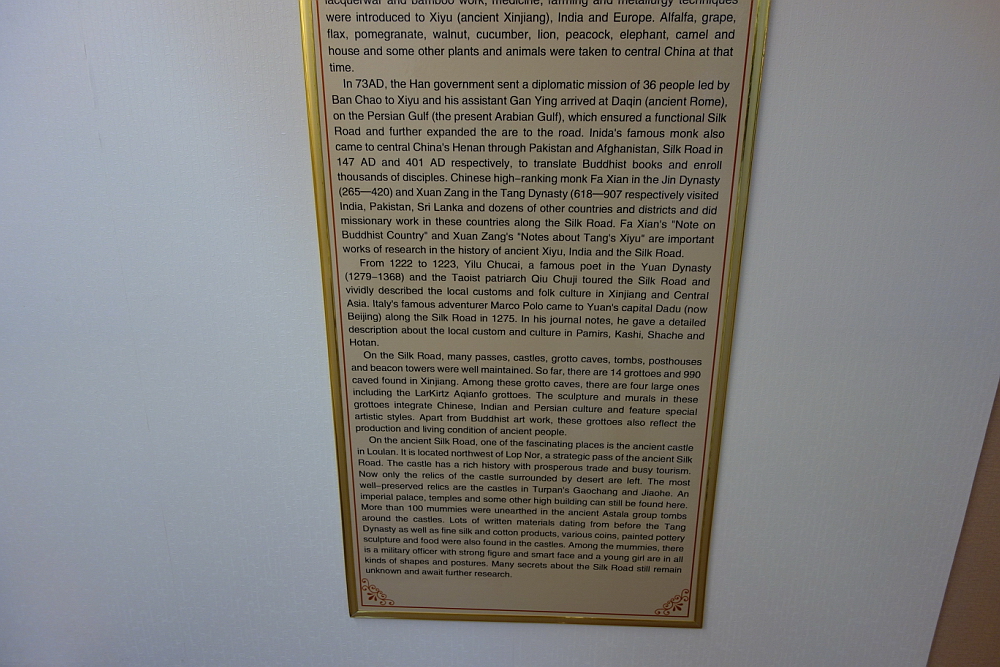 lacquerwar and bamboo work, medicine, farming and metallurgy techniques
were introduced to Xiyu (ancient Xinjiang), India and Europe. Alfalfa, grape,
flax, pomegranate, walnut, cucumber, lion, peacock, elephant, camel and
house and some other plants and animals were taken to central China at that
time.
In 73AD, the Han government sent a diplomatic mission of 36 people led by
Ban Chao to Xiyu and his assistant Gan Ying arrived at Daqin (ancient Rome),
on the Persian Gulf (the present Arabian Gulf), which ensured a functional Silk
Road and further expanded the are to the road. Inida's famous monk also
came to central China's Henan through Pakistan and Afghanistan, Silk Road in
147 AD and 401 AD respectively, to translate Buddhist books and enroll
thousands of disciples. Chinese high-ranking monk Fa Xian in the Jin Dynasty
(265—420) and Xuan Zang in the Tang Dynasty (618—907 respectively visited
India, Pakistan, Sri Lanka and dozens of other countries and districts and did
missionary work in these countries along the Silk Road. Fa Xian's "Note on
Buddhist Country" and Xuan Zang's "Notes about Tang's Xiyu" are important
works of research in the history of ancient Xiyu, India and the Silk Road.
From 1222 to 1223, Yilu Chucai, a famous poet in the Yuan Dynasty
(1279-1368) and the Taoist patriarch Qiu Chuji toured the Silk Road and
vividly described the local customs and folk culture in Xinjiang and Central
Asia. Italy's famous adventurer Marco Polo came to Yuan's capital Dadu (now
Beijing) along the Silk Road in 1275. In his journal notes, he gave a detailed
description about the local custom and culture in Pamirs, Kashi, Shache and
Hotan.
On the Silk Road, many passes, castles, grotto caves, tombs, posthouses
and beacon towers were well maintained. So far, there are 14 grottoes and 990
caved found in Xinjiang. Among these grotto caves, there are four large ones
including the LarKirtz Aqianfo grottoes. The sculpture and murals in these
grottoes integrate Chinese, Indian and Persian culture and feature special
artistic styles. Apart from Buddhist art work, these grottoes also reflect the
production and living condition of ancient people.
On the ancient Silk Road, one of the fascinating places is the ancient castle
in Loulan. It is located northwest of Lop Nor, a strategic pass of the ancient Silk
Road. The castle has a rich history with prosperous trade and busy tourism.
Now only the relics of the castle surrounded by desert are left. The most
well-preserved relics are the castles in Turpan's Gaochang and Jiaohe. An
imperial palace, temples and some other high building can still be found here.
More than 100 mummies were unearthed in the ancient Astala group tombs
around the castles. Lots of written materials dating from before the Tang
Dynasty as well as fine silk and cotton products, various coins, painted pottery
sculpture and food were also found in the castles. Among the mummies, there
is a military officer with strong figure and smart face and a young girl are in all
kinds of shapes and postures. Many secrets about the Silk Road still remain
unknown and await further research.